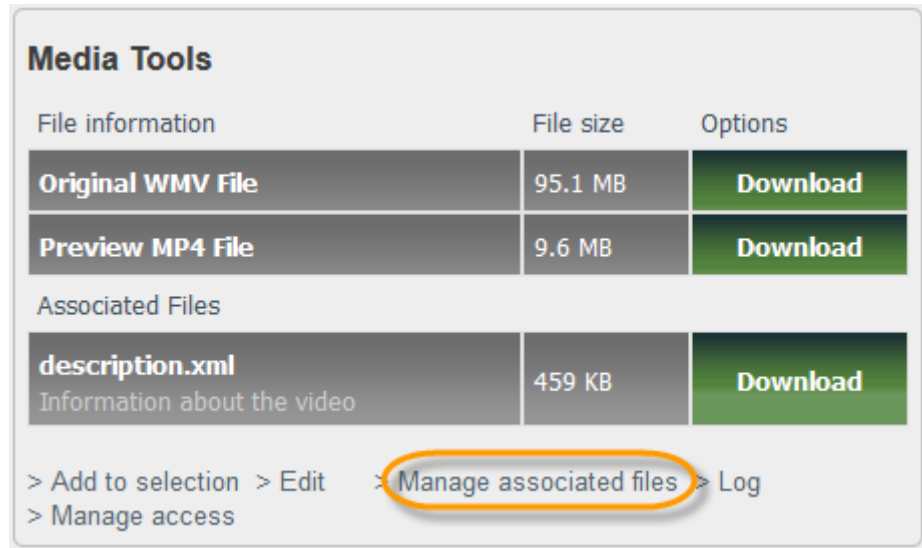 Media Tools
File information File size Options
Original WMV File 95.1 MB Download
Preview MP4 File 9.6 MB Download
Associated Files
description.xml
Information about the video 459 KB Download
> Add to selection > Edit > Manage associated files > Log
> Manage access